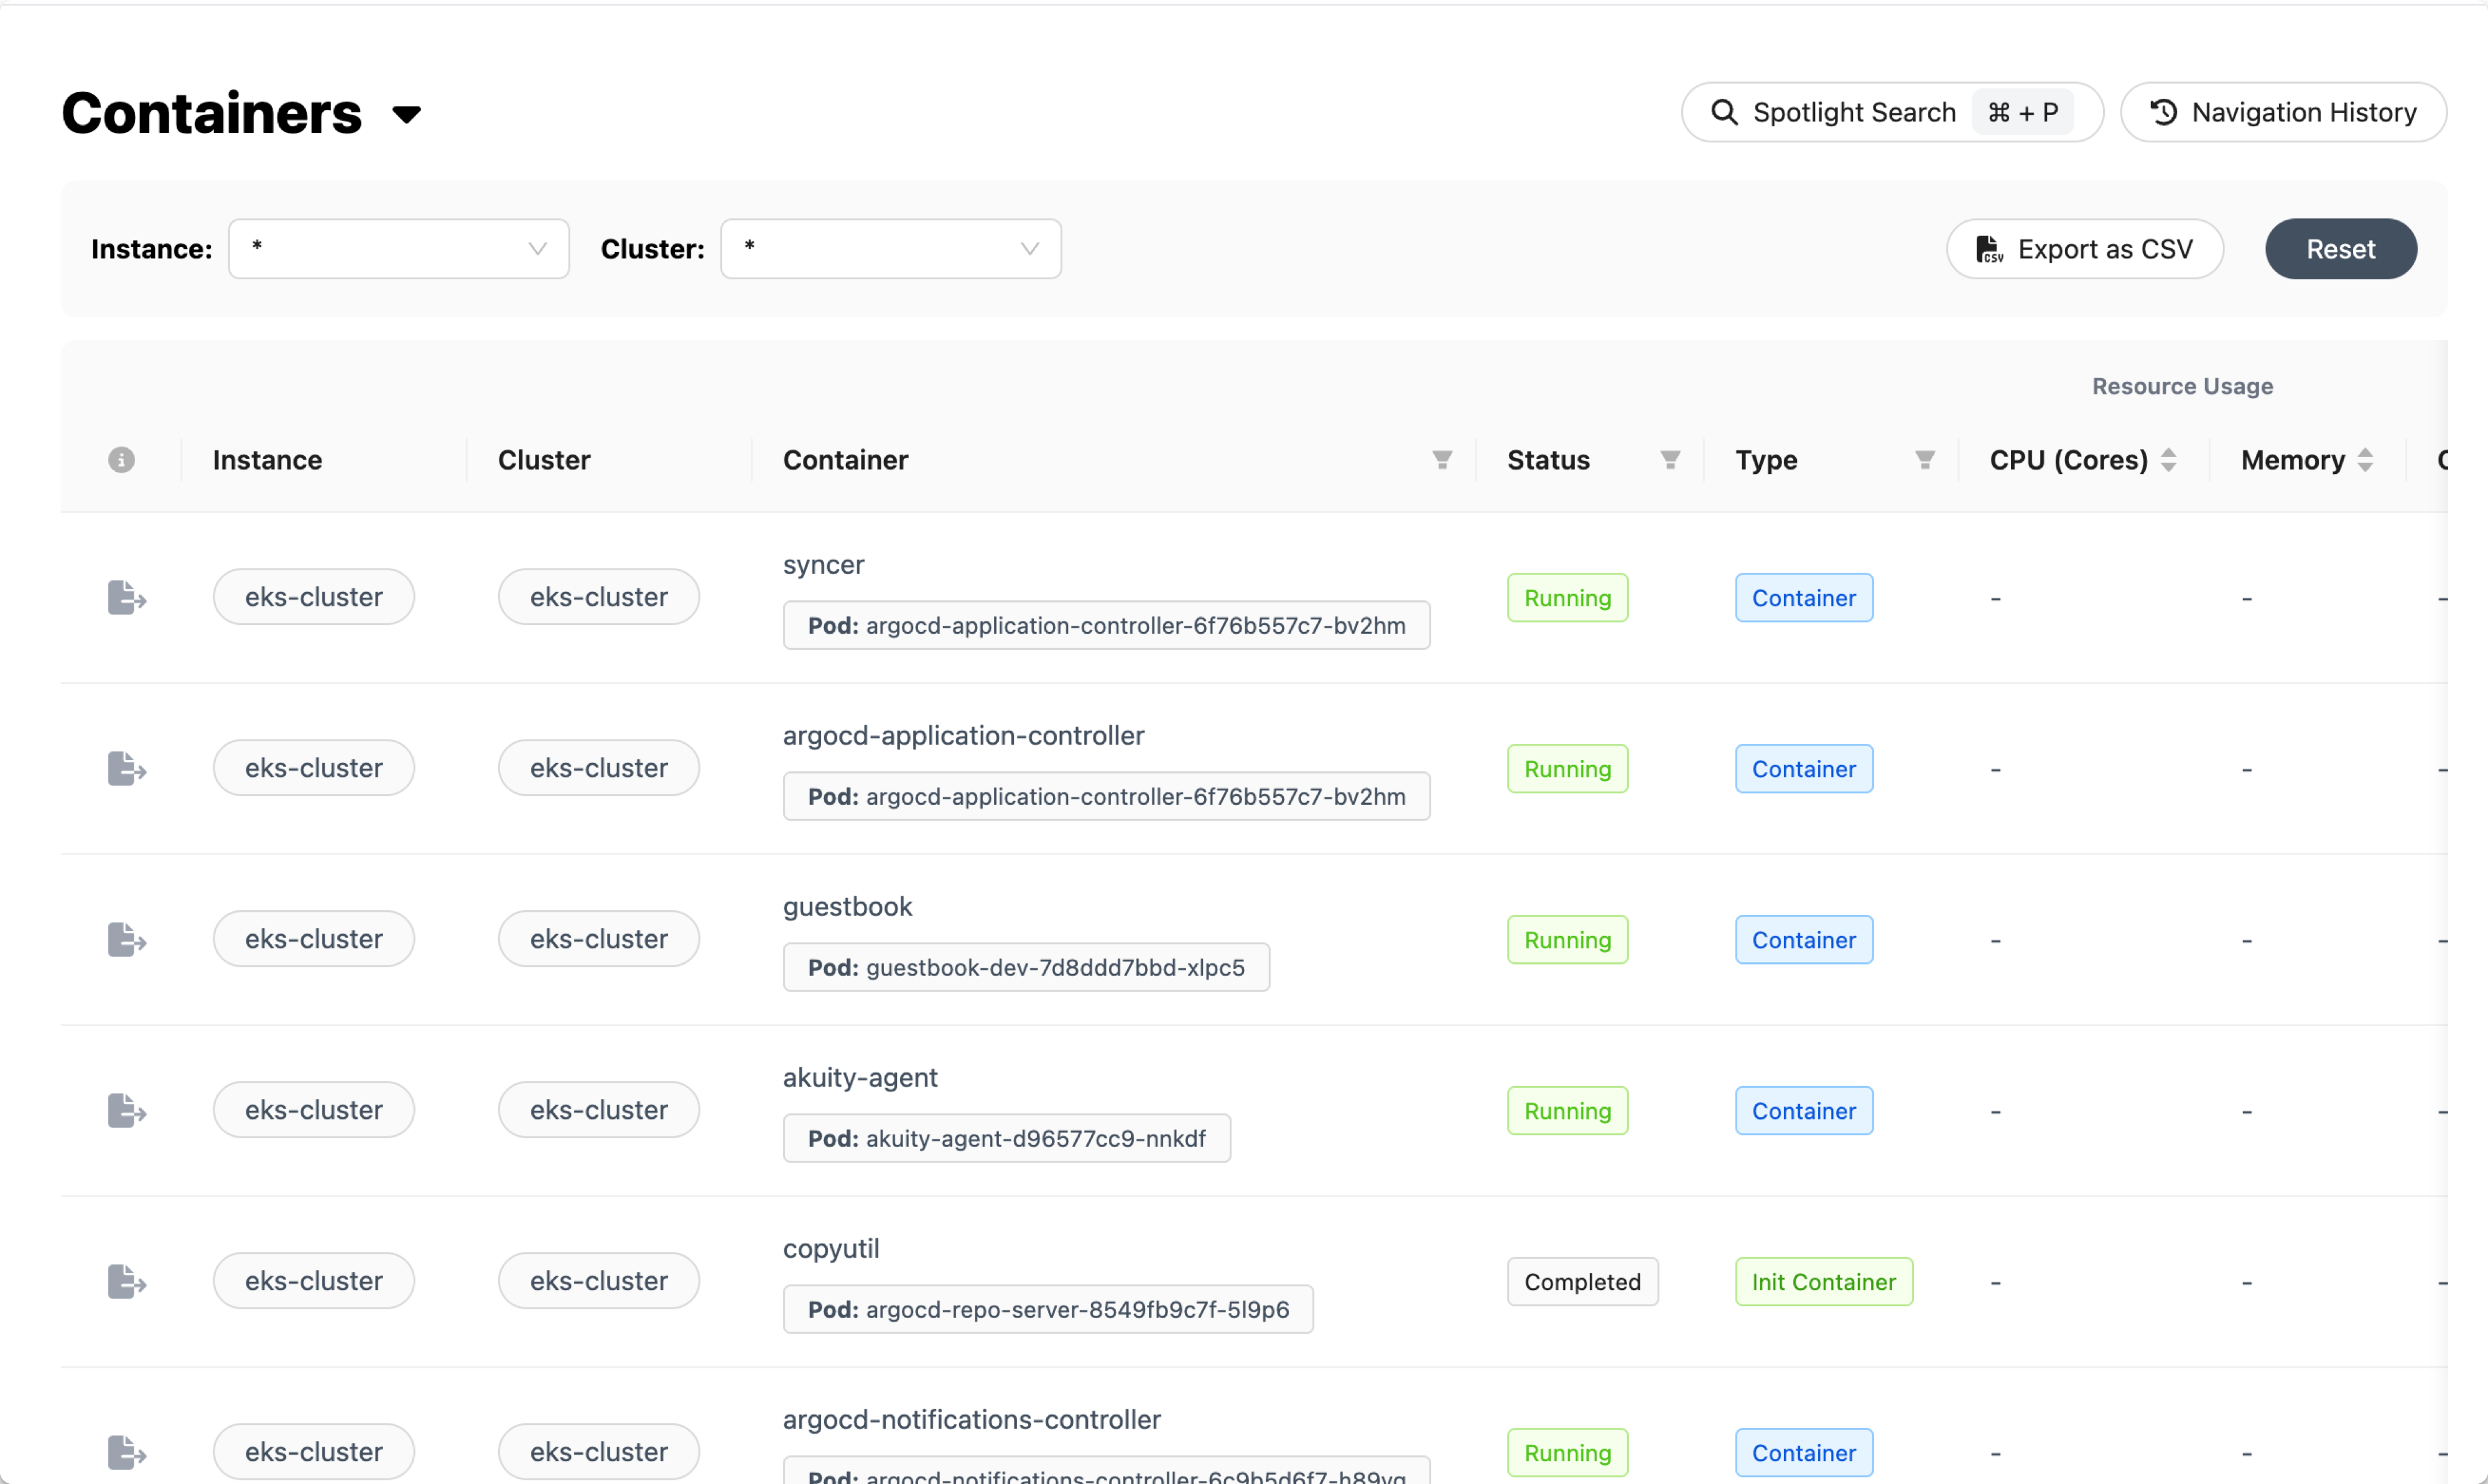 Containers
Spotlight Search ⌘ + P Navigation History
Instance: * Cluster: * Export as CSV Reset
Resource Usage
Instance Cluster Container Status Type CPU (Cores) Memory
syncer
eks-cluster eks-cluster Running Container - - -
Pod: argocd-application-controller-6f76b557c7-bv2hm
argocd-application-controller
eks-cluster eks-cluster Running Container - - -
Pod: argocd-application-controller-6f76b557c7-bv2hm
guestbook
eks-cluster eks-cluster Running Container - - -
Pod: guestbook-dev-7d8ddd7bbd-xlpc5
akuity-agent
eks-cluster eks-cluster Running Container - - -
Pod: akuity-agent-d96577cc9-nnkdf
copyutil
eks-cluster eks-cluster Completed Init Container - - -
Pod: argocd-repo-server-8549fb9c7f-5l9p6
argocd-notifications-controller
eks-cluster eks-cluster Running Container - - -
Pod: